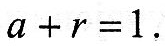 a + r = 1 .